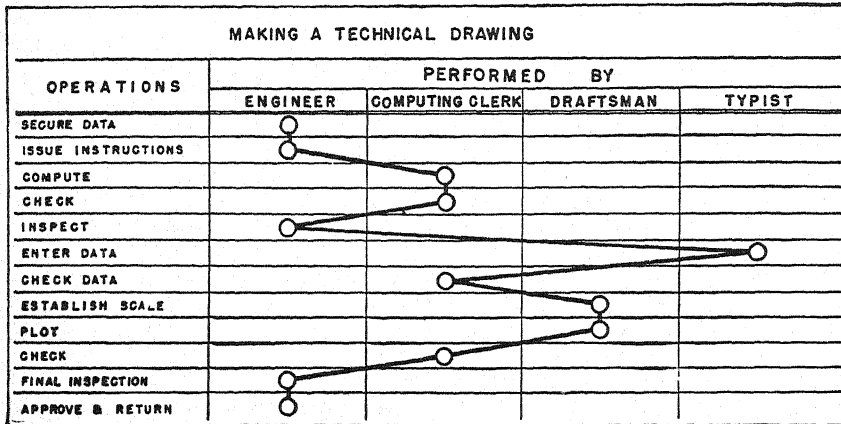 MAKING A TECHNICAL DRAWING
OPERATIONS
PERFORMED BY
ENGINEER COMPUTING CLERK DRAFTSMAN TYPIST
SECURE DATA
ISSUE INSTRUCTIONS
COMPUTE
CHECK
INSPECT
ENTER DATA
CHECK DATA
ESTABLISH SCALE
PLOT
CHECK
FINAL INSPECTION
APPROVE & RETURN